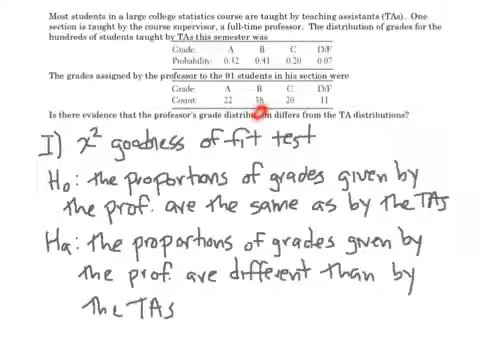 Most students in a large college statistics course are taught by teaching assistants (TAs). One
section is taught by the course supervisor, a full-time professor. The distribution of grades for the
hundreds of students taught by TAs this semester was
Grade: A B C D/F
Probability: 0.32 0.41 0.20 0.07
The grades assigned by the professor to the 91 students in his section were
Grade: A B C D/F
Count: 22 38 20 11
Is there evidence that the professor's grade distribution differs from the TA distributions?
I) x² goodness of fit test
H₀: the proportions of grades given by
the prof. are the same as by the TAs
Ha: the proportions of grades given by
the prof. are different than by
the TAs